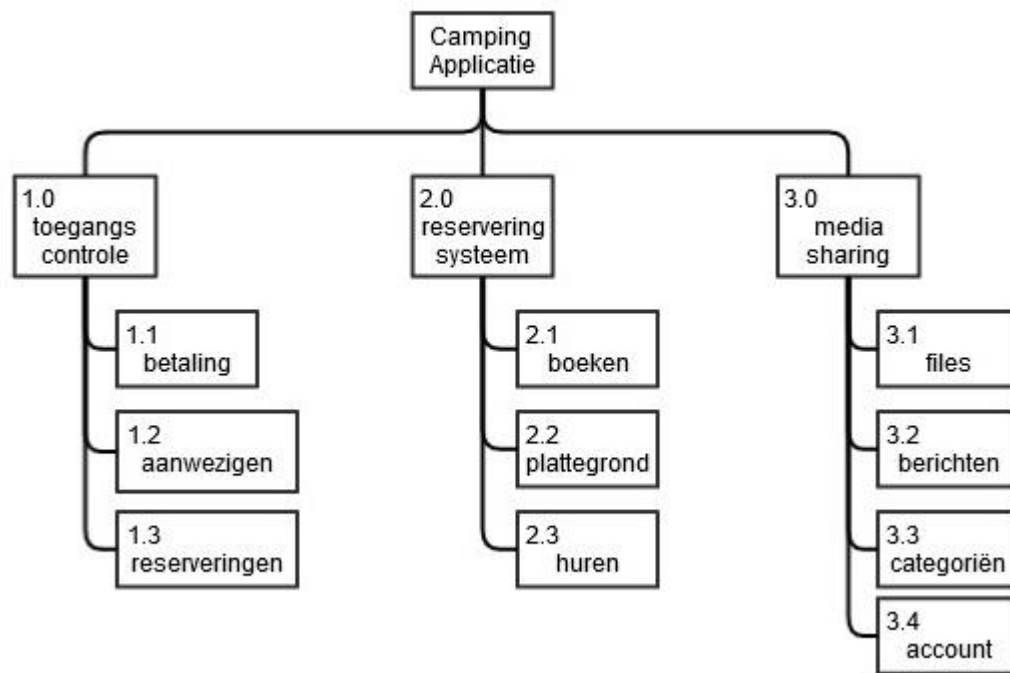 Camping
Applicatie
1.0
toegangs
controle
1.1
betaling
1.2
aanwezigen
1.3
reserveringen
2.0
reservering
systeem
2.1
boeken
2.2
plattegrond
2.3
huren
3.0
media
sharing
3.1
files
3.2
berichten
3.3
categoriën
3.4
account